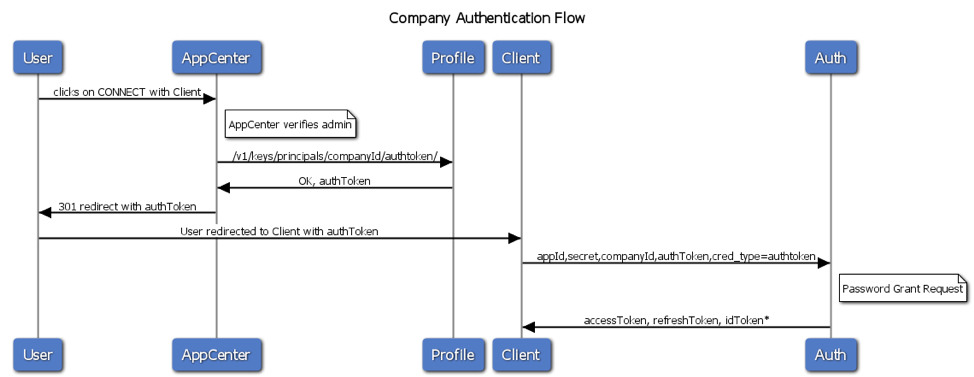 Company Authentication Flow
User AppCenter Profile Client Auth
clicks on CONNECT with Client
AppCenter verifies admin
/v1/keys/principals/companyId/authtoken/
OK, authToken
301 redirect with authToken
User redirected to Client with authToken
appId,secret,companyId,authToken,cred_type=authtoken
Password Grant Request
accessToken, refreshToken, idToken*
User AppCenter Profile Client Auth